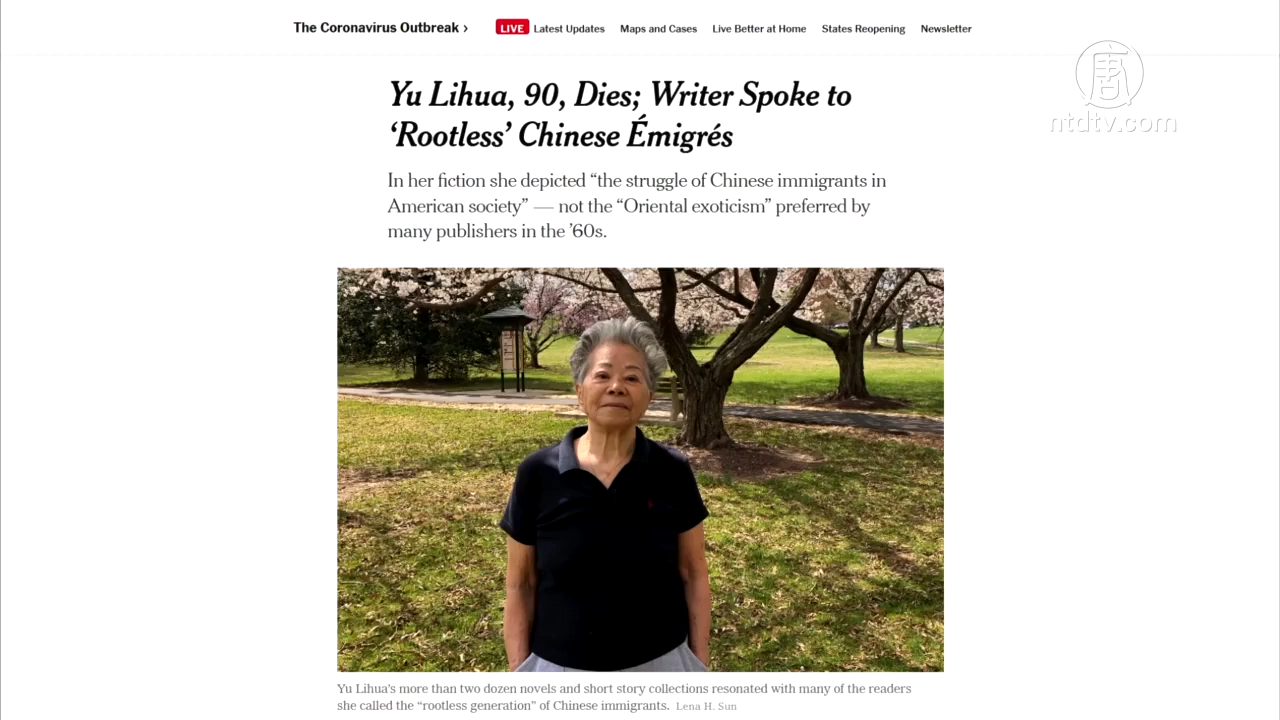 The Coronavirus Outbreak › LIVE Latest Updates Maps and Cases Live Better at Home States Reopening Newsletter
唐
ntdtv.com
Yu Lihua, 90, Dies; Writer Spoke to
‘Rootless’ Chinese Émigrés
In her fiction she depicted “the struggle of Chinese immigrants in
American society” — not the “Oriental exoticism” preferred by
many publishers in the ’60s.
Yu Lihua’s more than two dozen novels and short story collections resonated with many of the readers
she called the “rootless generation” of Chinese immigrants. Lena H. Sun